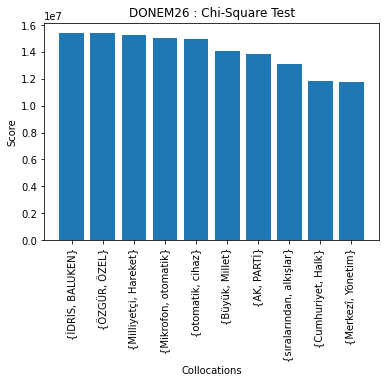 DONEM26 : Chi-Square Test
1e7
1.6
1.4
1.2
1.0
0.8
0.6
0.4
0.2
0.0
Score
{İDRİS, BALUKEN}
{ÖZGÜR, ÖZEL}
{Milliyetçi, Hareket}
{Mikrofon, otomatik}
{otomatik, cihaz}
{Büyük, Millet}
{AK, PARTİ}
{sıralarından, alkışlar}
{Cumhuriyet, Halk}
{Merkezî, Yönetim}
Collocations